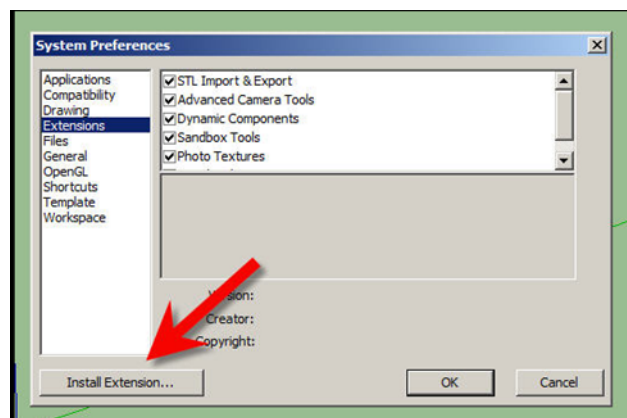 System Preferences
Applications
Compatibility
Drawing
Extensions
Files
General
OpenGL
Shortcuts
Template
Workspace
STL Import & Export
Advanced Camera Tools
Dynamic Components
Sandbox Tools
Photo Textures
Creator:
Copyright:
Install Extension...
OK
Cancel